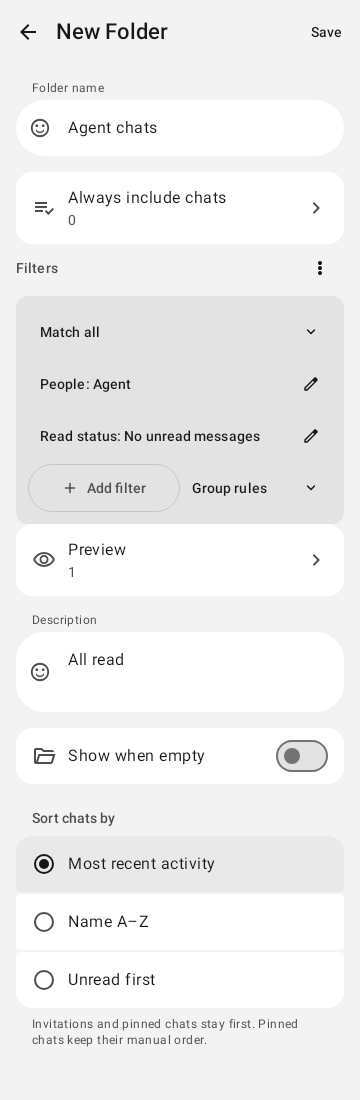 New Folder
Save
Folder name
Agent chats
Always include chats
0
Filters
Match all
People: Agent
Read status: No unread messages
Add filter
Group rules
Preview
1
Description
All read
Show when empty
Sort chats by
Most recent activity
Name A–Z
Unread first
Invitations and pinned chats stay first. Pinned
chats keep their manual order.